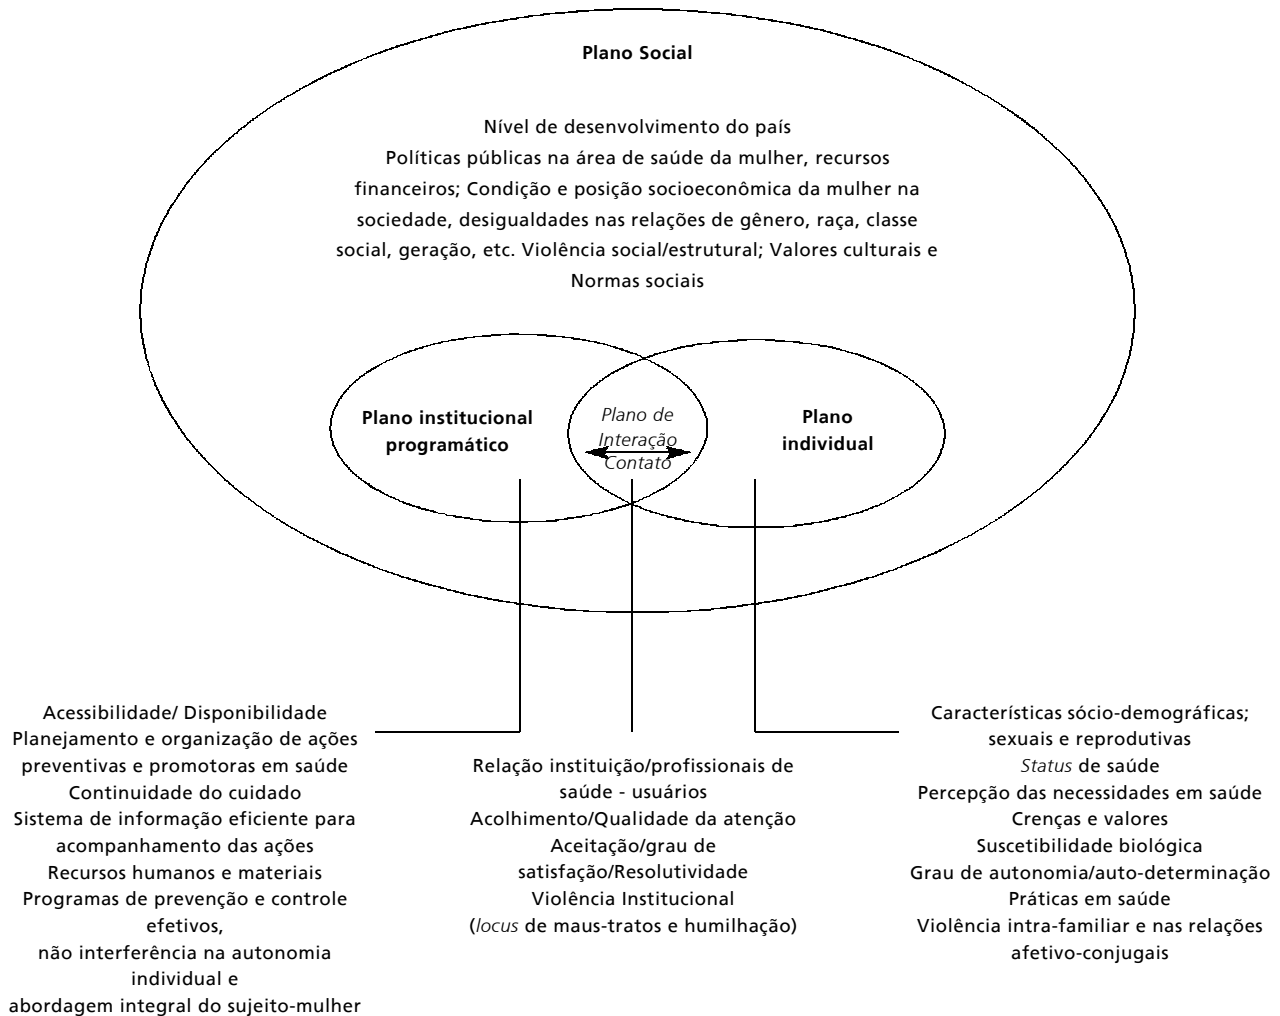 Plano Social
Nível de desenvolvimento do país
Políticas públicas na área de saúde da mulher, recursos
financeiros; Condição e posição socioeconômica da mulher na
sociedade, desigualdades nas relações de gênero, raça, classe
social, geração, etc. Violência social/estrutural; Valores culturais e
Normas sociais
Plano institucional
programático
Plano de
Interação
Contato
Plano
individual
Acessibilidade/ Disponibilidade
Planejamento e organização de ações
preventivas e promotoras em saúde
Continuidade do cuidado
Sistema de informação eficiente para
acompanhamento das ações
Recursos humanos e materiais
Programas de prevenção e controle
efetivos,
não interferência na autonomia
individual e
abordagem integral do sujeito-mulher
Relação instituição/profissionais de
saúde - usuários
Acolhimento/Qualidade da atenção
Aceitação/grau de
satisfação/Resolutividade
Violência Institucional
(locus de maus-tratos e humilhação)
Características sócio-demográficas;
sexuais e reprodutivas
Status de saúde
Percepção das necessidades em saúde
Crenças e valores
Suscetibilidade biológica
Grau de autonomia/auto-determinação
Práticas em saúde
Violência intra-familiar e nas relações
afetivo-conjugais